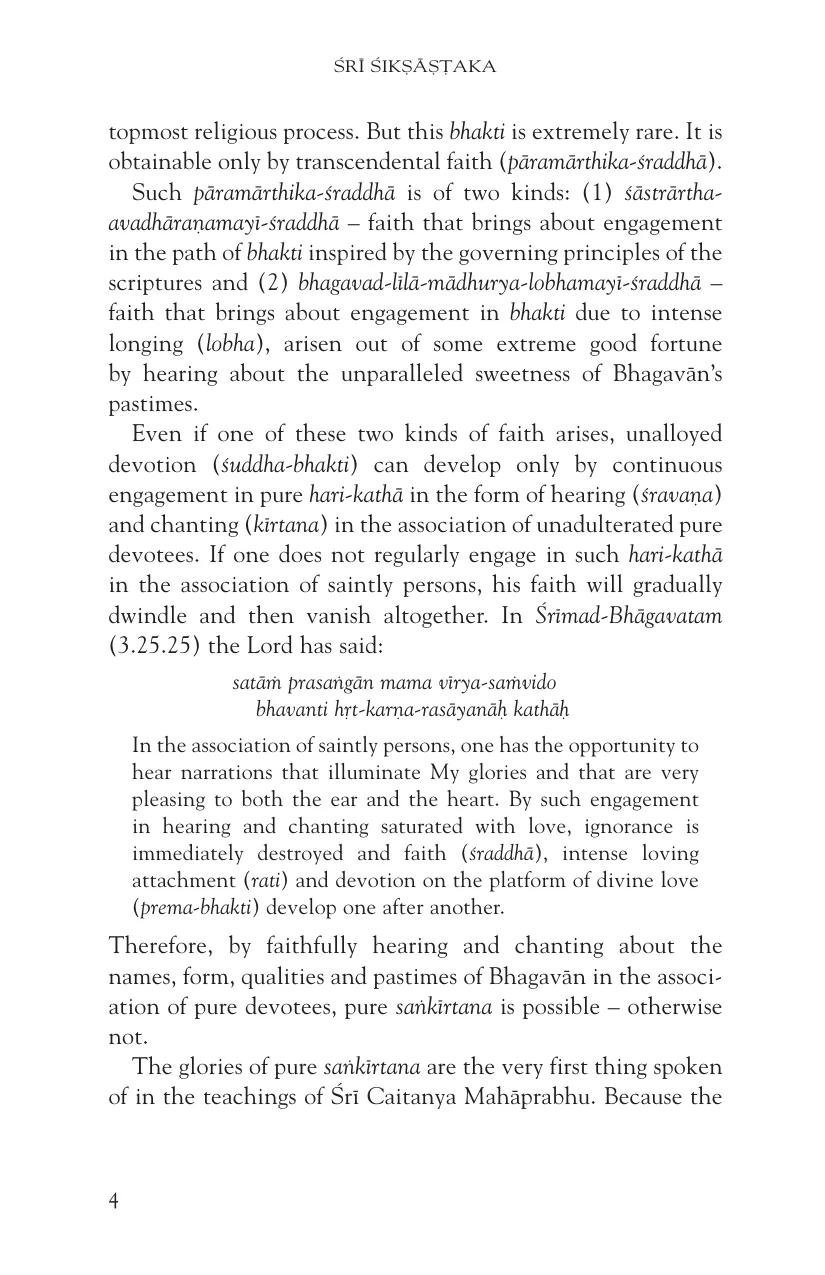 ŚRĪ ŚIKṢĀṢṬAKA
topmost religious process. But this bhakti is extremely rare. It is
obtainable only by transcendental faith (pāramārthika-śraddhā).
Such pāramārthika-śraddhā is of two kinds: (1) śāstrārtha-
avadhāraṇamayī-śraddhā – faith that brings about engagement
in the path of bhakti inspired by the governing principles of the
scriptures and (2) bhagavad-līlā-mādhurya-lobhamayī-śraddhā –
faith that brings about engagement in bhakti due to intense
longing (lobha), arisen out of some extreme good fortune
by hearing about the unparalleled sweetness of Bhagavān’s
pastimes.
Even if one of these two kinds of faith arises, unalloyed
devotion (śuddha-bhakti) can develop only by continuous
engagement in pure hari-kathā in the form of hearing (śravaṇa)
and chanting (kīrtana) in the association of unadulterated pure
devotees. If one does not regularly engage in such hari-kathā
in the association of saintly persons, his faith will gradually
dwindle and then vanish altogether. In Śrīmad-Bhāgavatam
(3.25.25) the Lord has said:
satāṁ prasaṅgān mama vīrya-saṁvido
bhavanti hṛt-karṇa-rasāyanāḥ kathāḥ
In the association of saintly persons, one has the opportunity to
hear narrations that illuminate My glories and that are very
pleasing to both the ear and the heart. By such engagement
in hearing and chanting saturated with love, ignorance is
immediately destroyed and faith (śraddhā), intense loving
attachment (rati) and devotion on the platform of divine love
(prema-bhakti) develop one after another.
Therefore, by faithfully hearing and chanting about the
names, form, qualities and pastimes of Bhagavān in the associ-
ation of pure devotees, pure saṅkīrtana is possible – otherwise
not.
The glories of pure saṅkīrtana are the very first thing spoken
of in the teachings of Śrī Caitanya Mahāprabhu. Because the
4